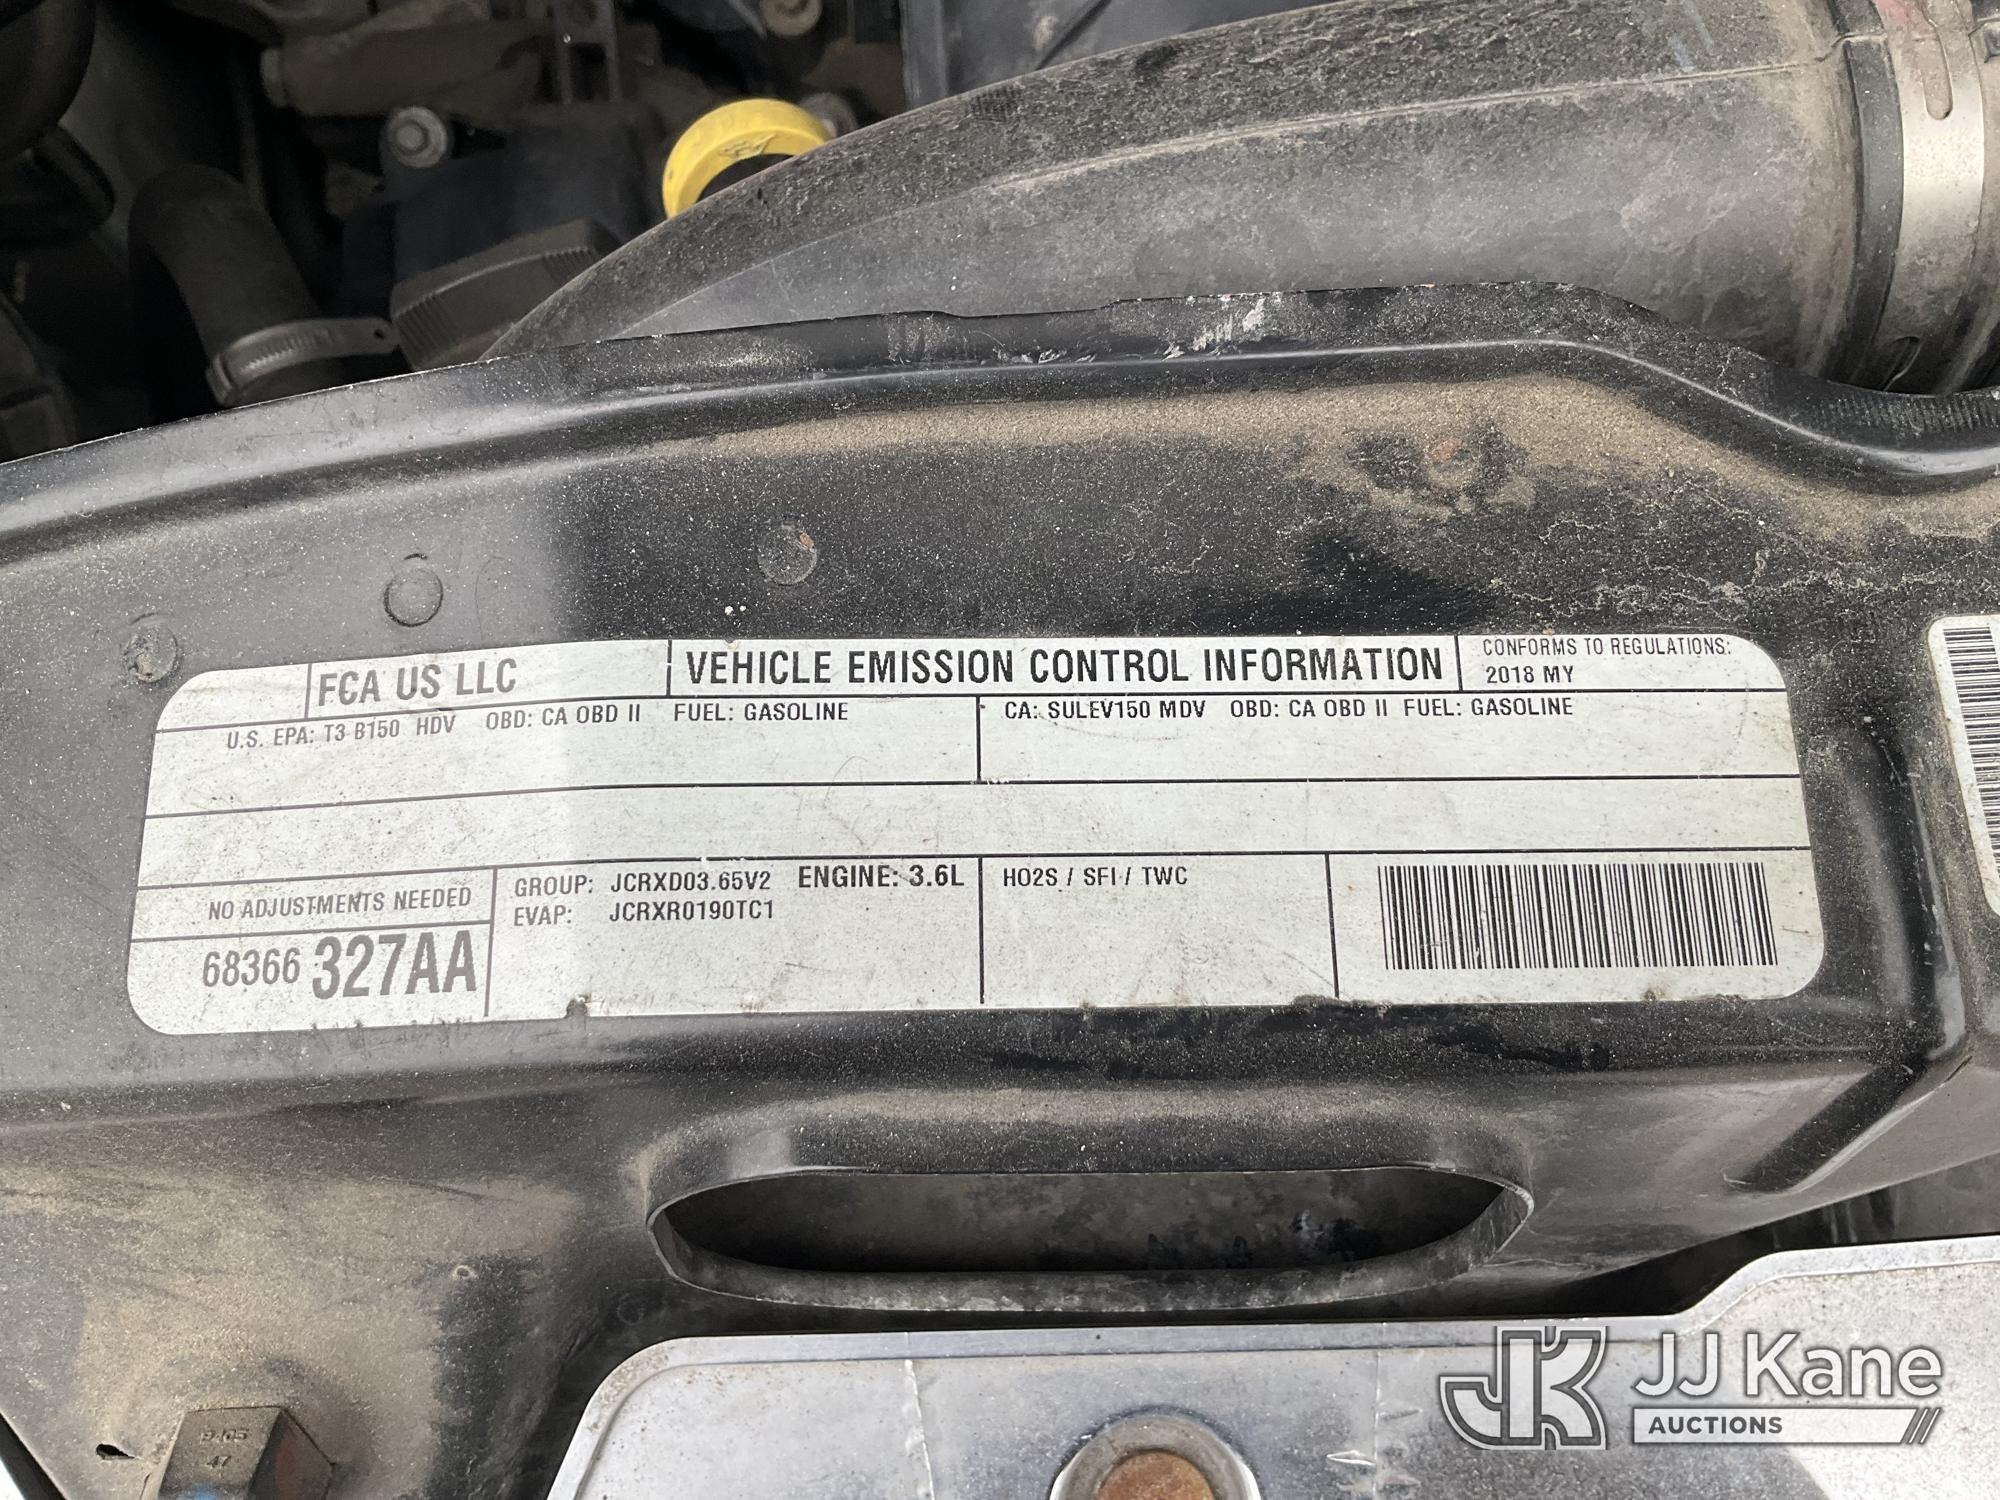 FCA US LLC
VEHICLE EMISSION CONTROL INFORMATION
CONFORMS TO REGULATIONS:
2018 MY
U.S. EPA: T3 B150 HDV OBD: CA OBD II FUEL: GASOLINE
CA: SULEV150 MDV OBD: CA OBD II FUEL: GASOLINE
NO ADJUSTMENTS NEEDED
68366 327AA
GROUP: JCRXD03.65V2 ENGINE: 3.6L
EVAP: JCRXR0190TC1
HO2S / SFI / TWC
47
JK JJ Kane
AUCTIONS